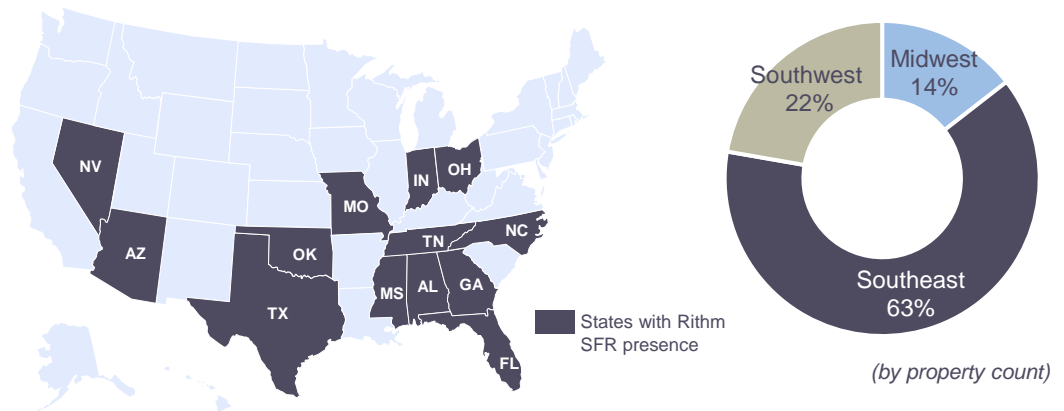 NV
AZ
TX
OK
MO
IN
OH
TN
NC
MS
AL
GA
FL
States with Rithm
SFR presence
Southwest
22%
Midwest
14%
Southeast
63%
(by property count)